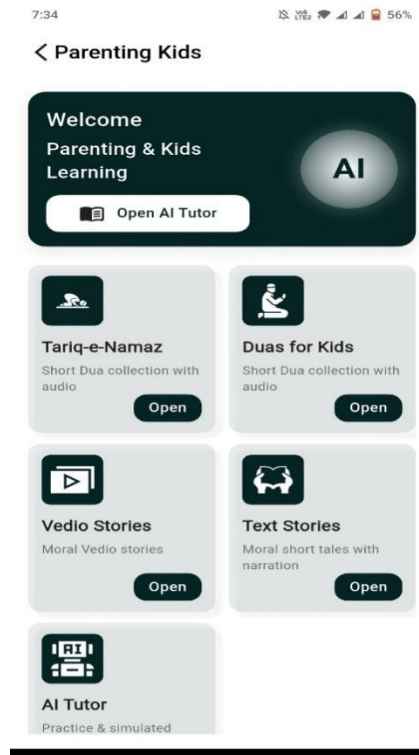 7:34
Vo) LTE2 56%
Parenting Kids
Welcome
Parenting & Kids
Learning
AI
Open AI Tutor
Tariq-e-Namaz
Short Dua collection with
audio
Open
Duas for Kids
Short Dua collection with
audio
Open
Vedio Stories
Moral Vedio stories
Open
Text Stories
Moral short tales with
narration
Open
AI
AI Tutor
Practice & simulated